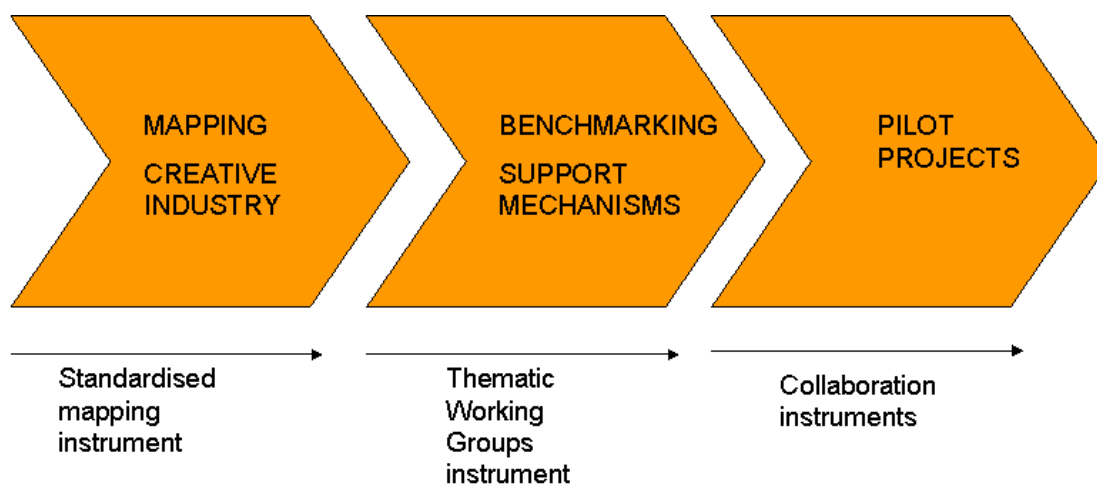 MAPPING
CREATIVE
INDUSTRY
BENCHMARKING
SUPPORT
MECHANISMS
PILOT
PROJECTS
Standardised
mapping
instrument
Thematic
Working
Groups
instrument
Collaboration
instruments